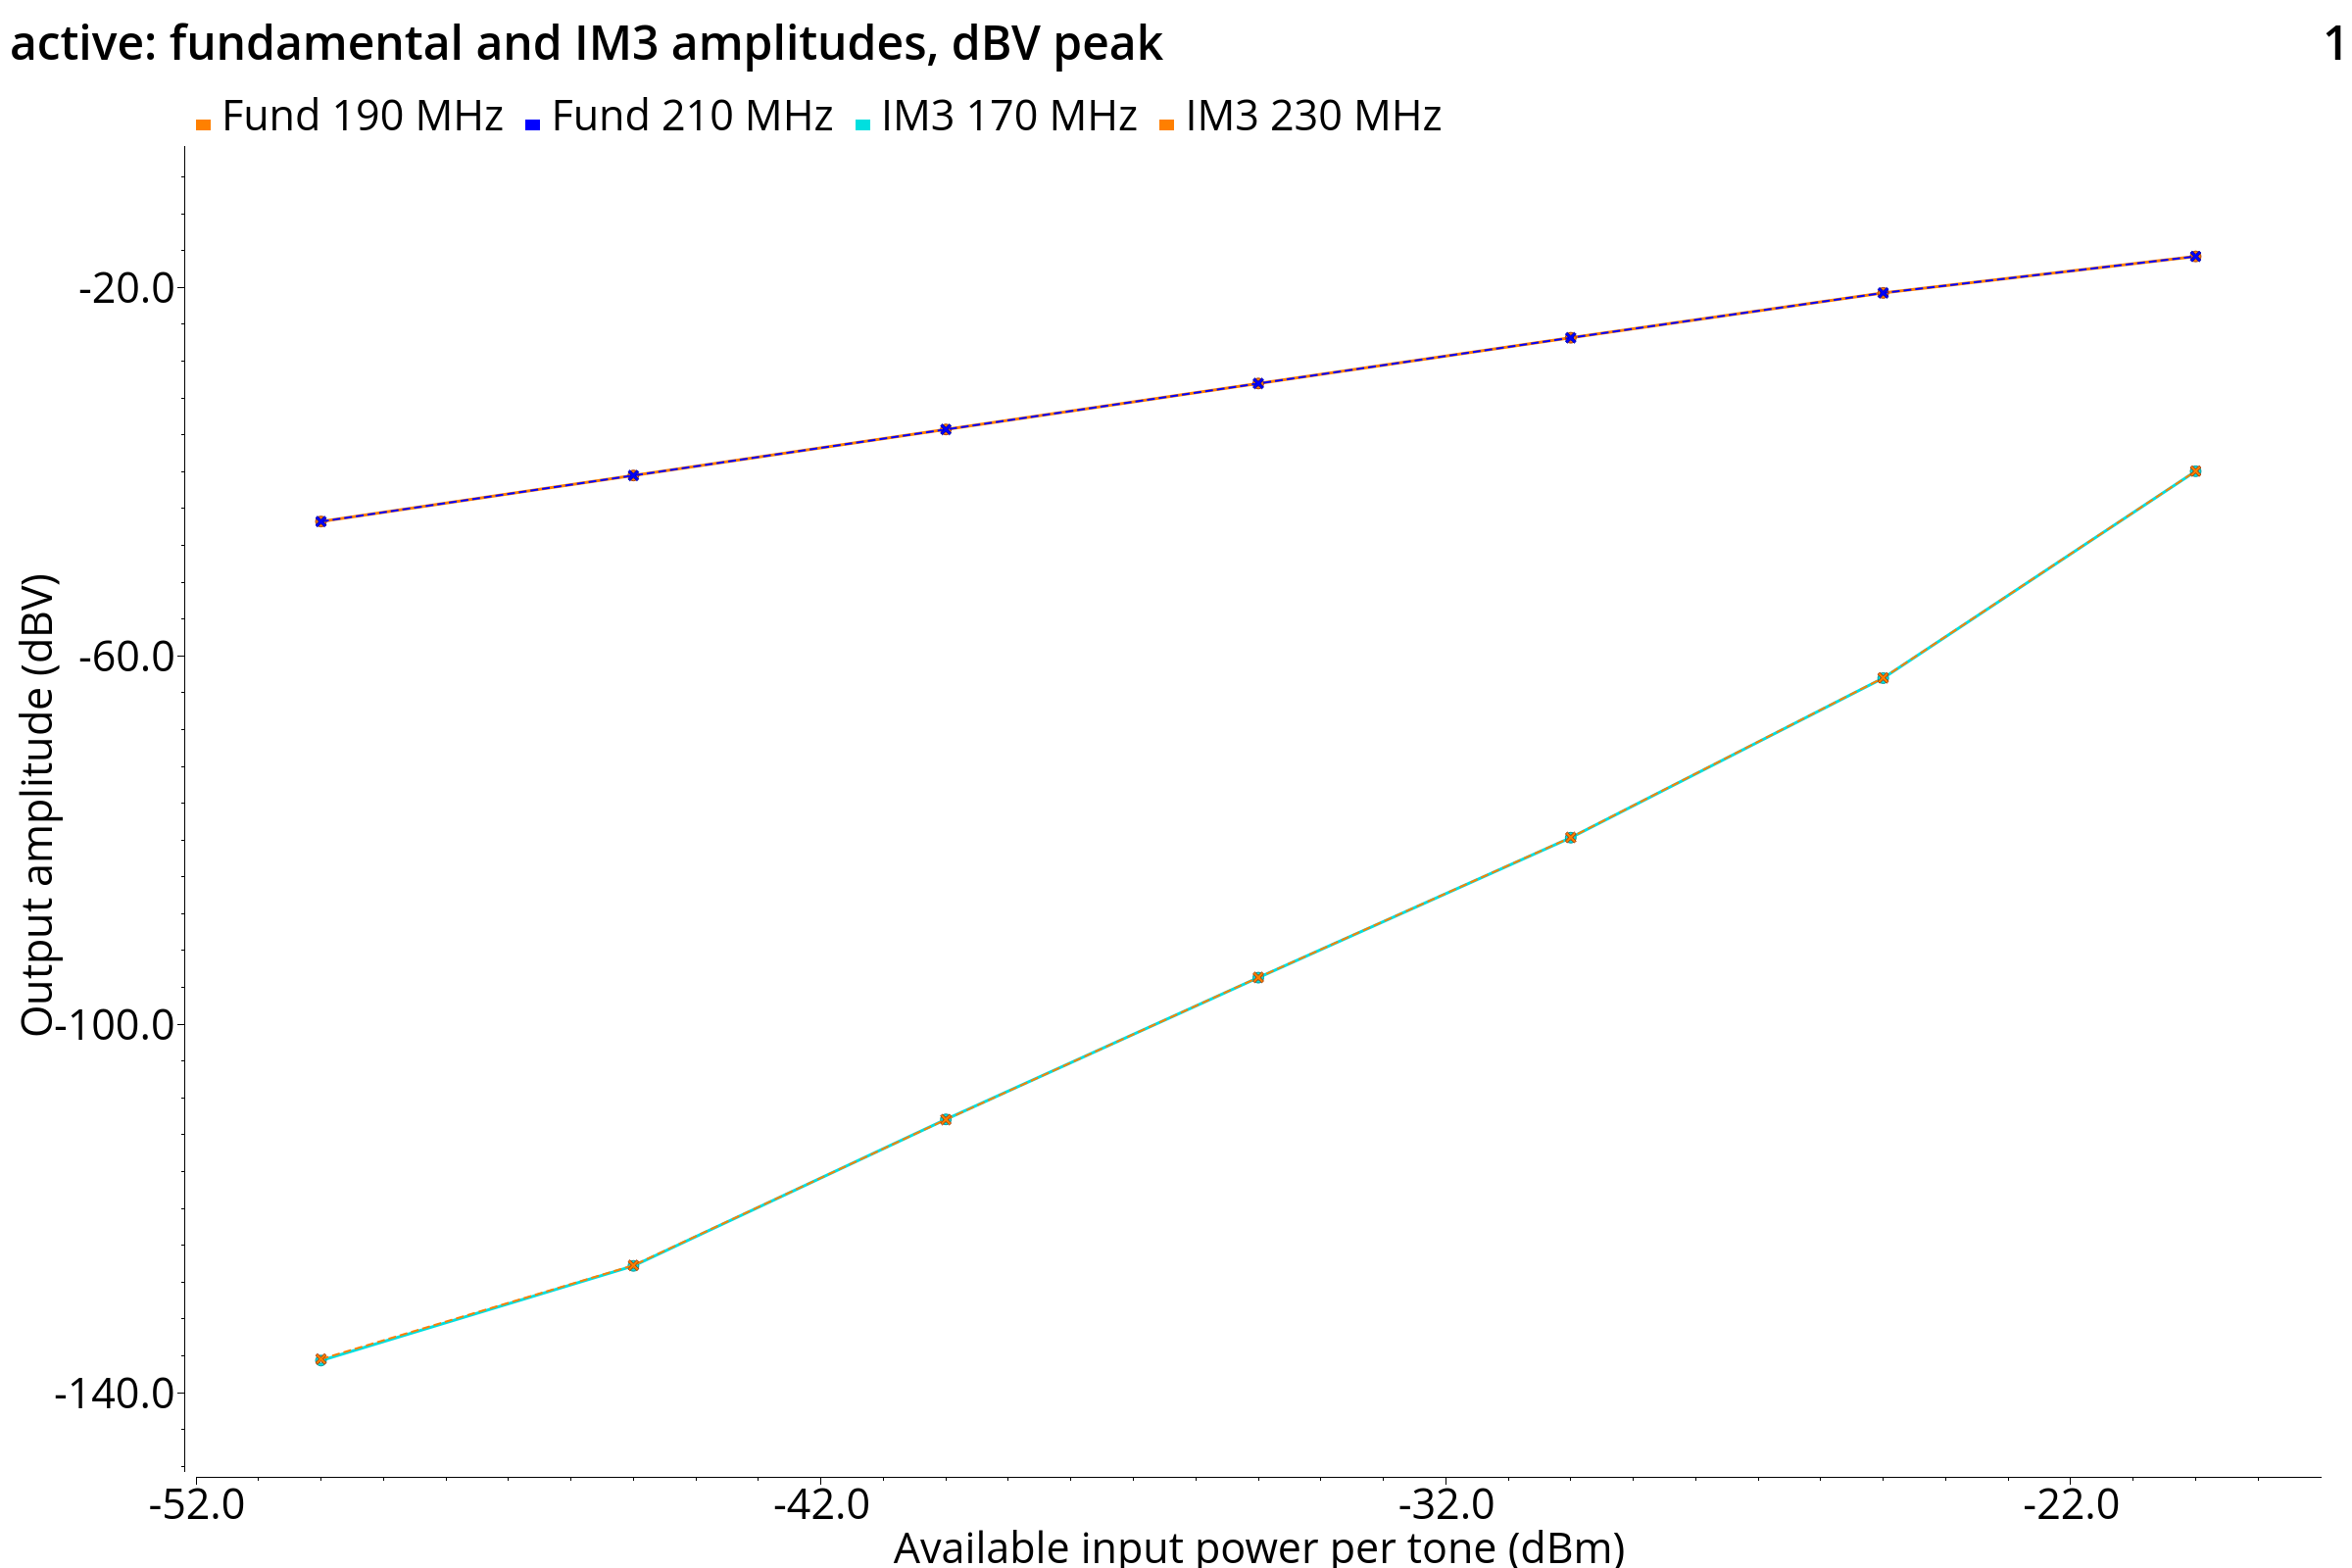 active: fundamental and IM3 amplitudes, dBV peak 1
Fund 190 MHz Fund 210 MHz IM3 170 MHz IM3 230 MHz
Output amplitude (dBV)
-20.0
-60.0
-100.0
-140.0
-52.0 -42.0 -32.0 -22.0
Available input power per tone (dBm)